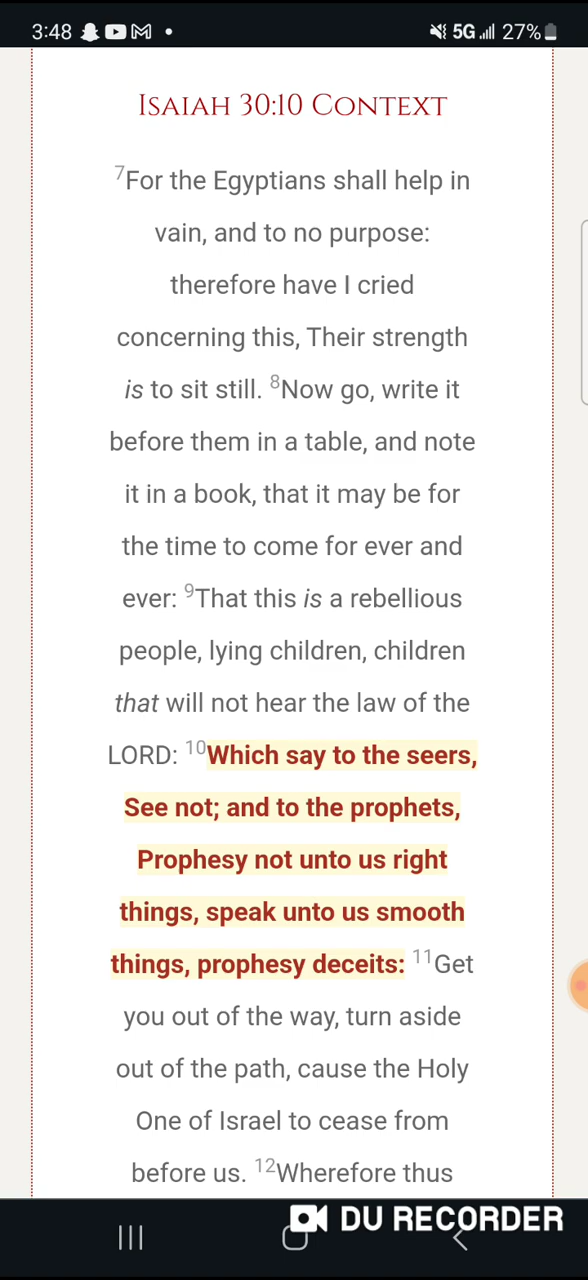 3:48 5G 27%
ISAIAH 30:10 CONTEXT
7For the Egyptians shall help in
vain, and to no purpose:
therefore have I cried
concerning this, Their strength
is to sit still. 8Now go, write it
before them in a table, and note
it in a book, that it may be for
the time to come for ever and
ever: 9That this is a rebellious
people, lying children, children
that will not hear the law of the
LORD: 10Which say to the seers,
See not; and to the prophets,
Prophesy not unto us right
things, speak unto us smooth
things, prophesy deceits: 11Get
you out of the way, turn aside
out of the path, cause the Holy
One of Israel to cease from
before us. 12Wherefore thus
DU RECORDER